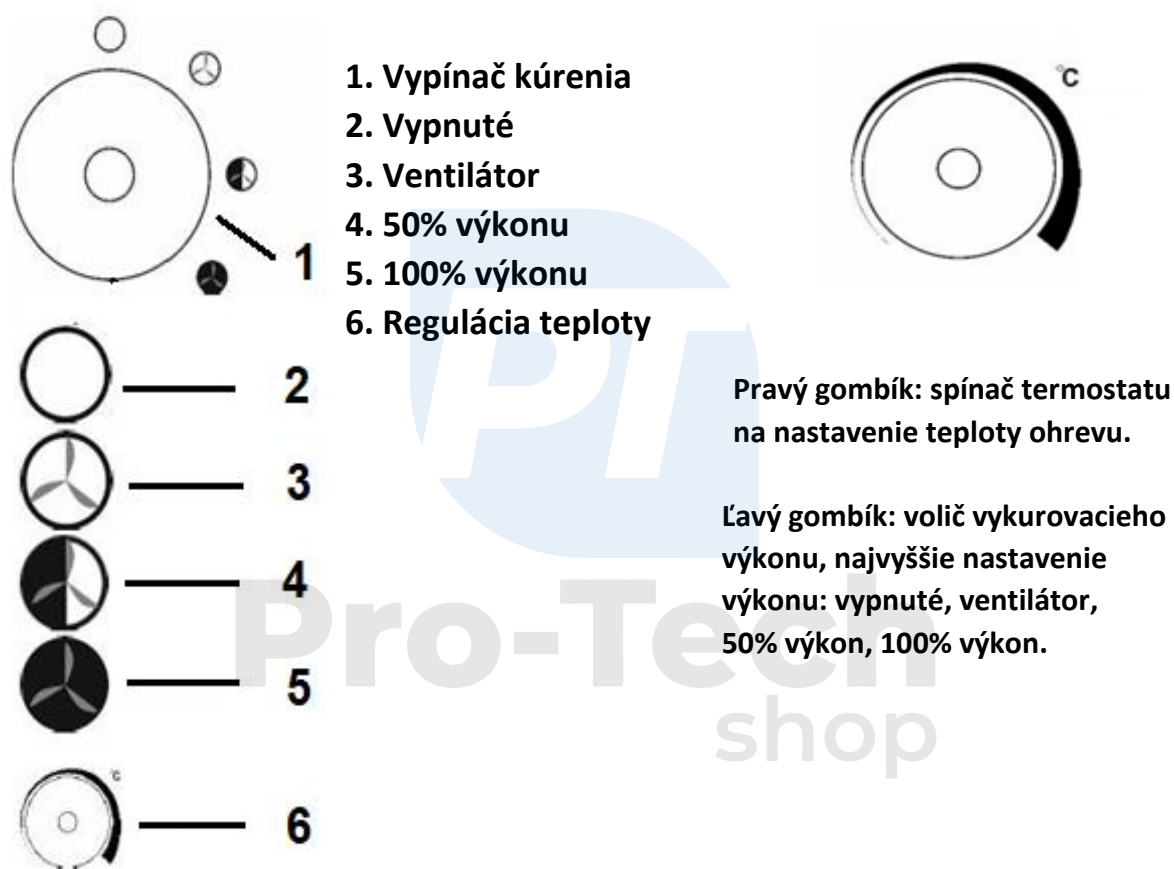 1. Vypínač kúrenia
2. Vypnuté
3. Ventilátor
4. 50% výkonu
5. 100% výkonu
6. Regulácia teploty
°C
1
2
3
4
5
°C
6
Pravý gombík: spínač termostatu
na nastavenie teploty ohrevu.
Ľavý gombík: volič vykurovacieho
výkonu, najvyššie nastavenie
výkonu: vypnuté, ventilátor,
50% výkon, 100% výkon.
PT
Pro-Tech
shop